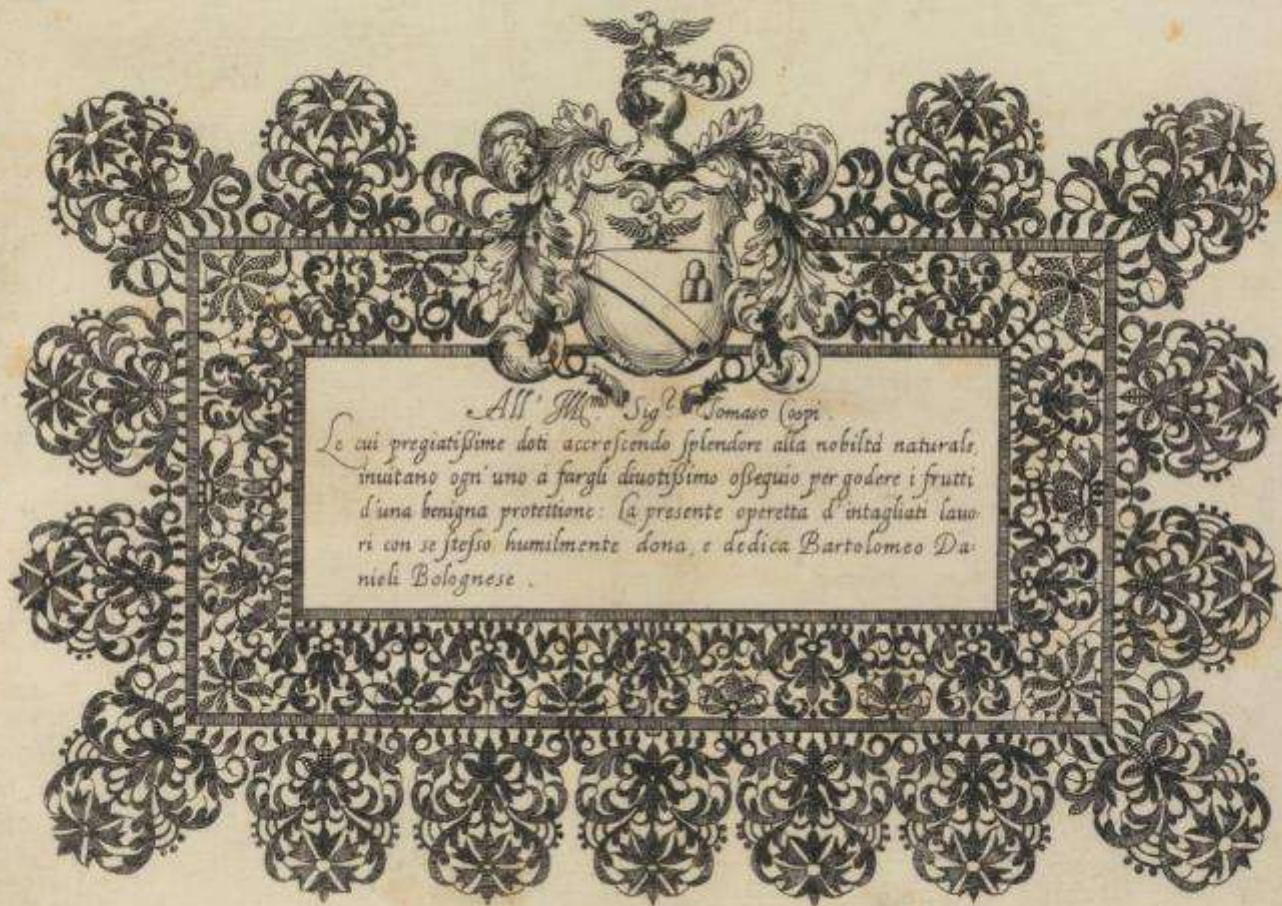 All' Ill.mo Sig.r Tomaso Cospi.
Le cui pregiatißime doti accreſcendo ſplendore alla nobiltà naturale,
inuitano ogn'uno a fargli diuotißimo oſsequio per godere i frutti
d'una benigna protettione: la presente operetta d'intagliati lauo:
ri con se ſteſso humilmente dona, e dedica Bartolomeo Da:
nieli Bolognese.